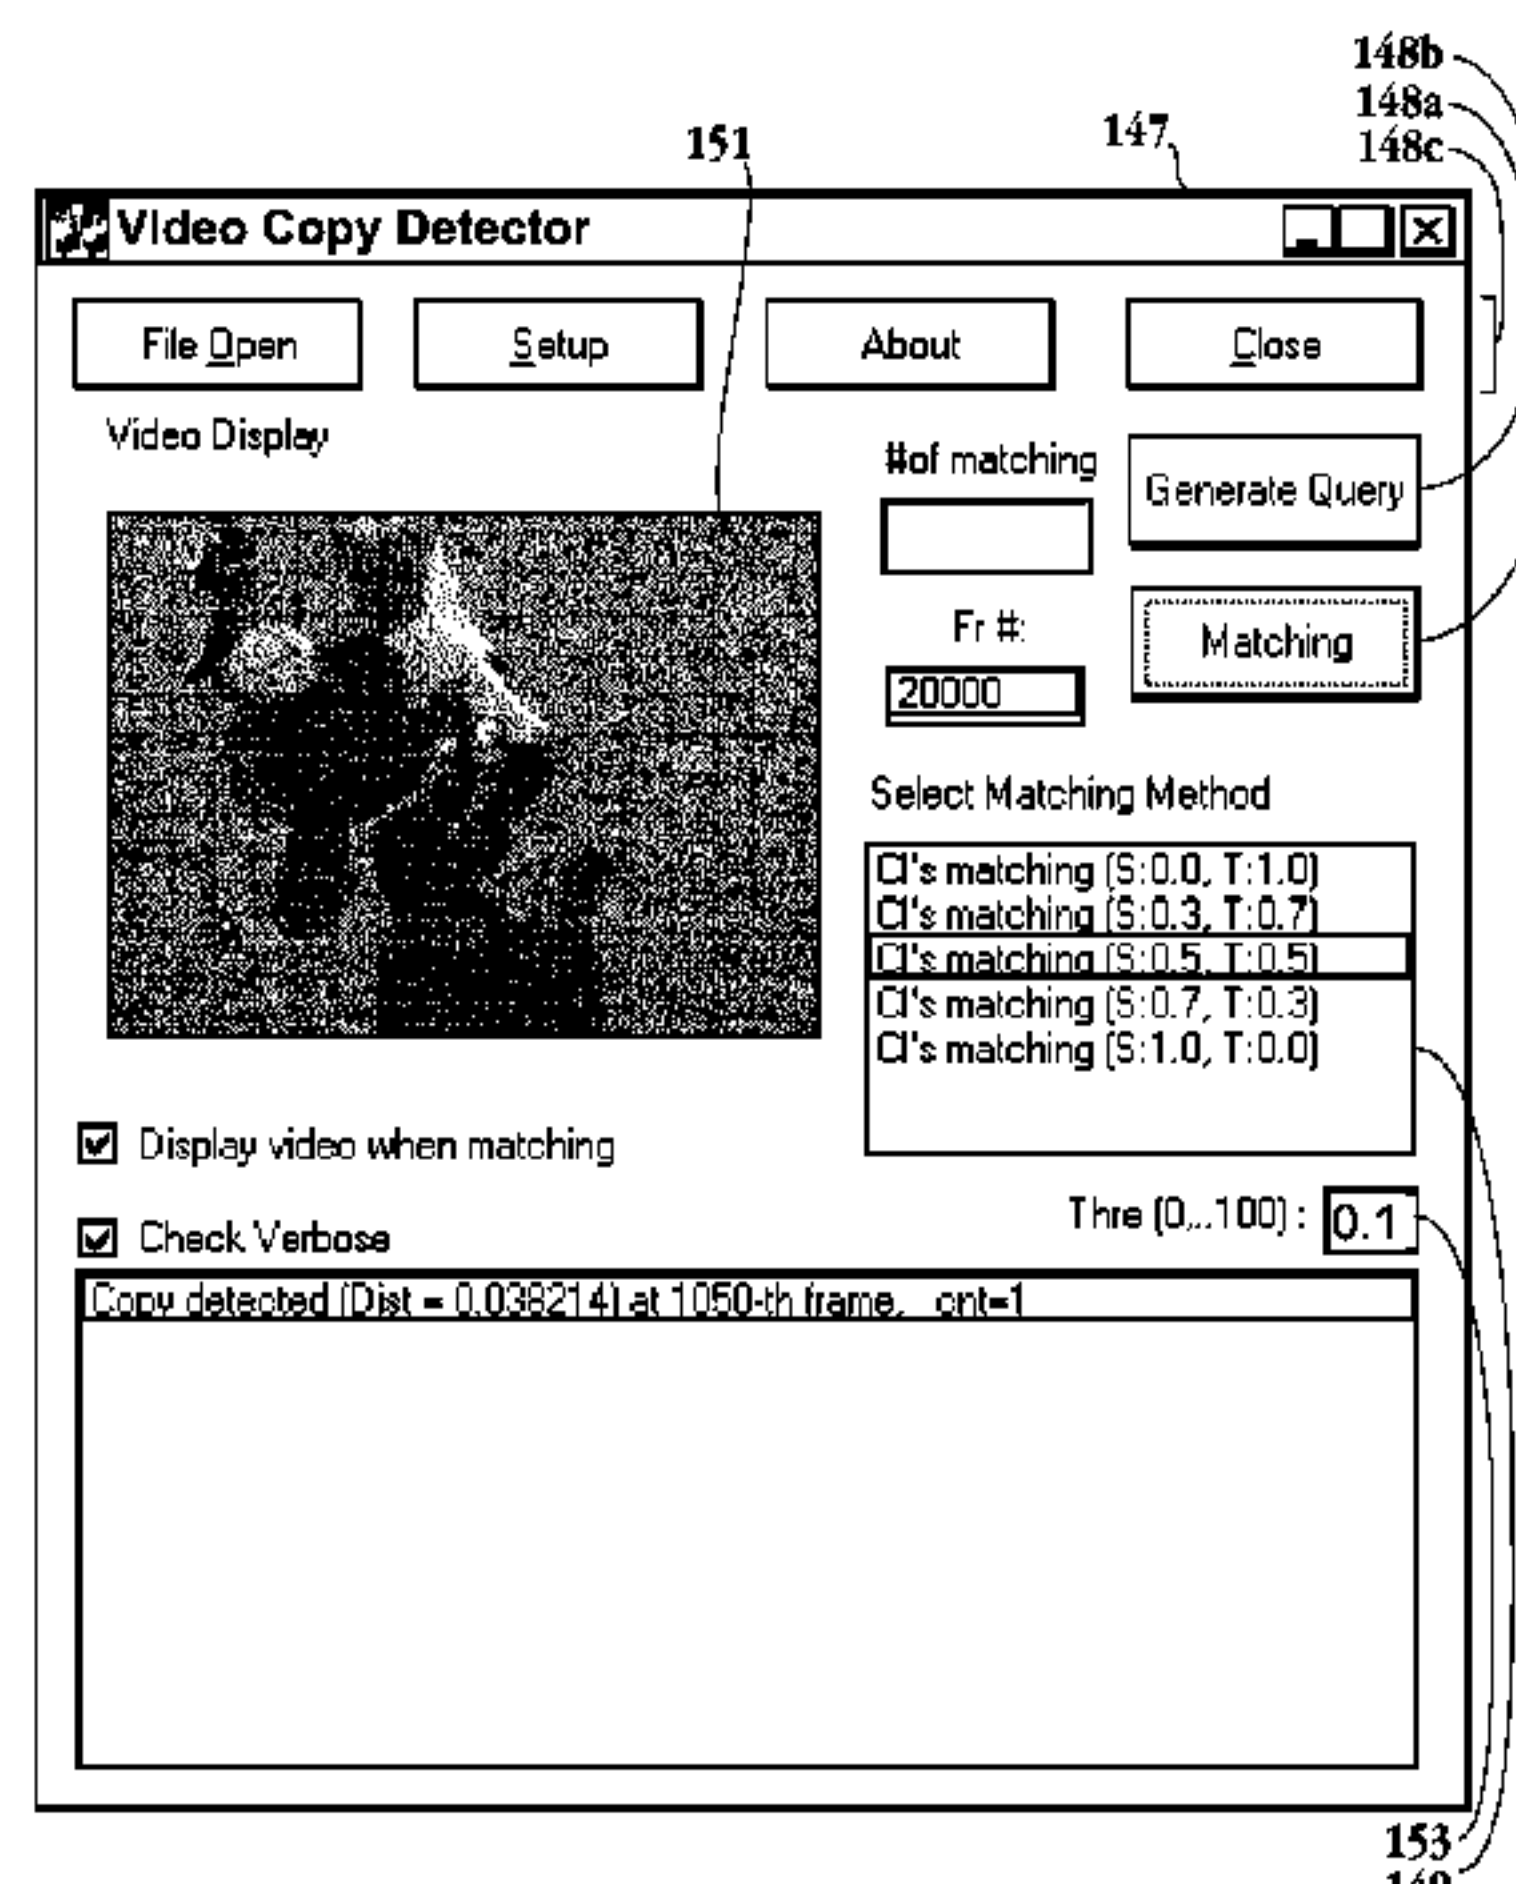 148b
148a
148c
151
147
Video Copy Detector
File Open
Setup
About
Close
Video Display
#of matching
Generate Query
Fr #:
20000
Matching
Select Matching Method
CI's matching (S:0.0, T:1.0)
CI's matching (S:0.3, T:0.7)
CI's matching (S:0.5, T:0.5)
CI's matching (S:0.7, T:0.3)
CI's matching (S:1.0, T:0.0)
Display video when matching
Thre (0,..100) :
0.1
Check Verbose
Copy detected (Dist = 0.038214) at 1050-th frame, cnt=1
153